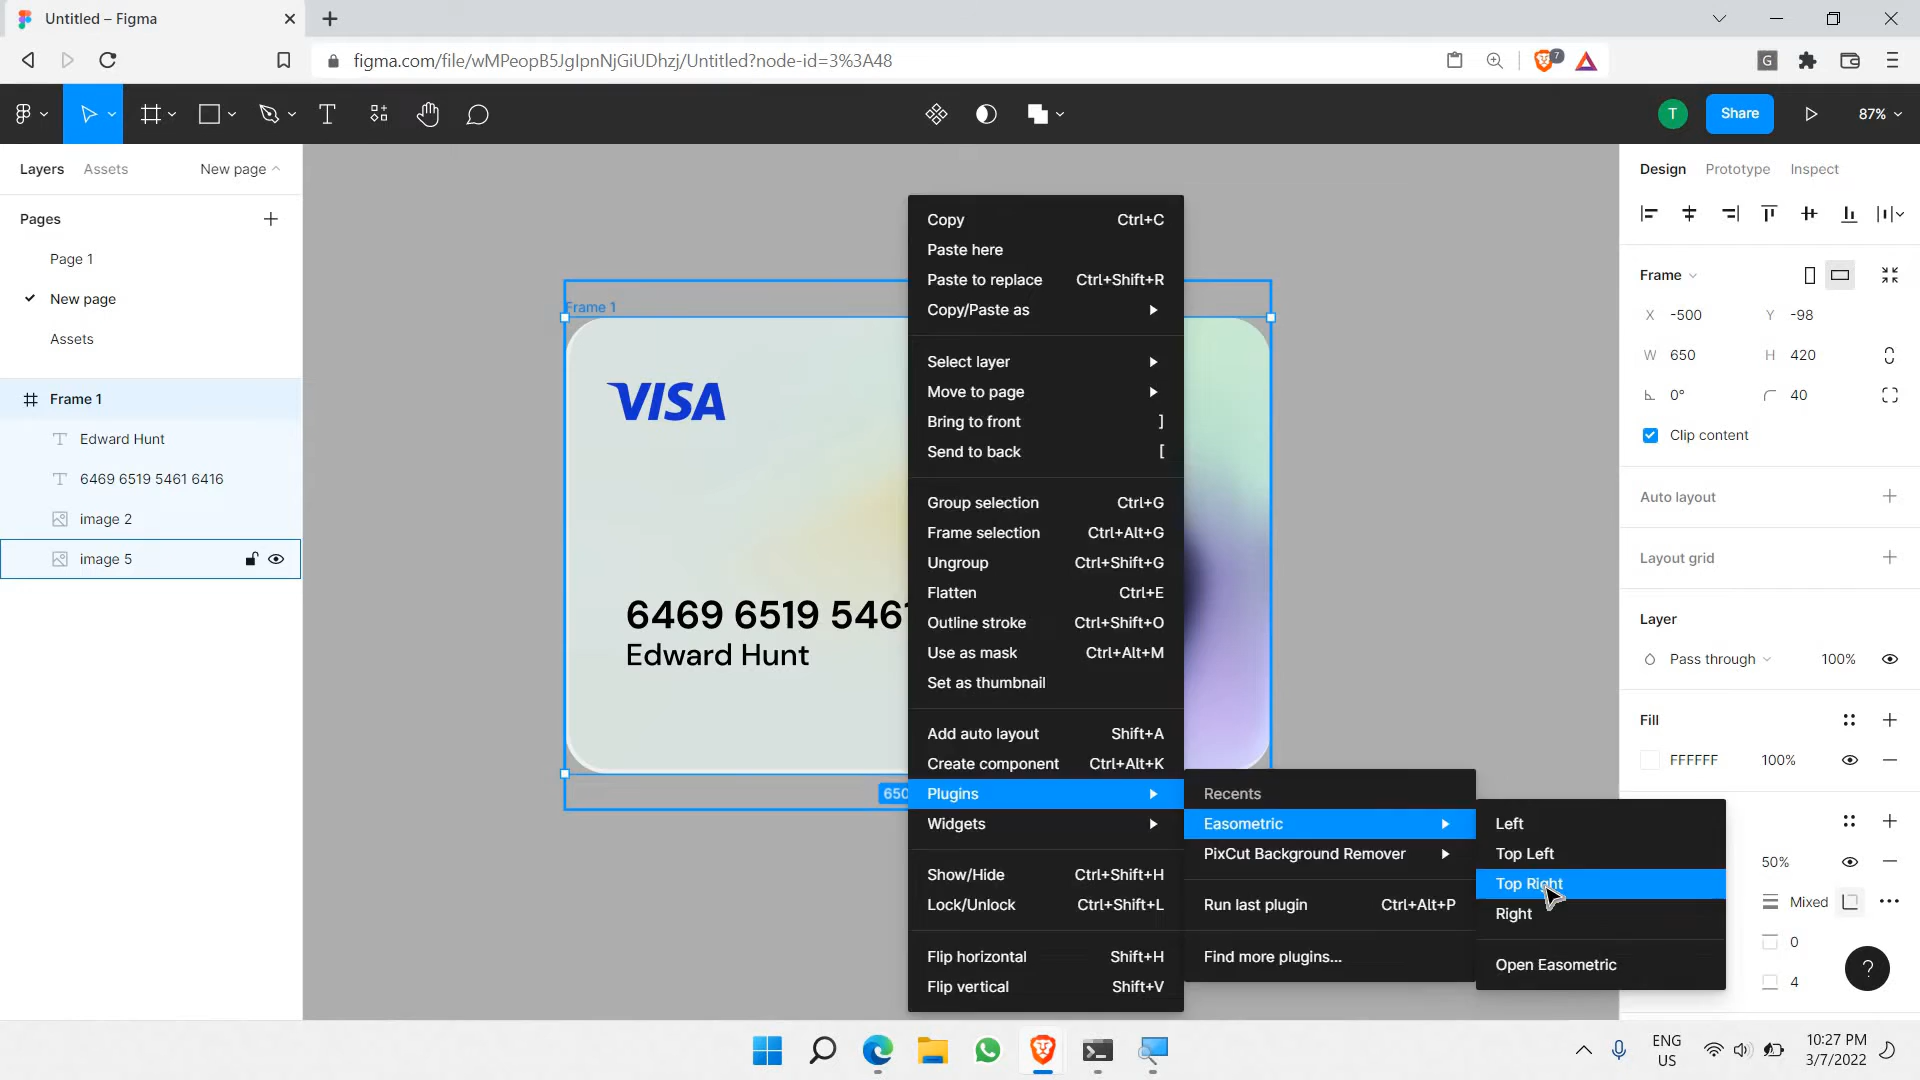 Untitled – Figma
figma.com/file/wMPeopB5JgIpnNjGiUDhzj/Untitled?node-id=3%3A48
7
G
T
Share
87%
Layers
Assets
New page
Pages
Page 1
New page
Assets
Frame 1
Edward Hunt
6469 6519 5461 6416
image 2
image 5
Frame 1
VISA
6469 6519 5461
Edward Hunt
650
Copy Ctrl+C
Paste here
Paste to replace Ctrl+Shift+R
Copy/Paste as
Select layer
Move to page
Bring to front ]
Send to back [
Group selection Ctrl+G
Frame selection Ctrl+Alt+G
Ungroup Ctrl+Shift+G
Flatten Ctrl+E
Outline stroke Ctrl+Shift+O
Use as mask Ctrl+Alt+M
Set as thumbnail
Add auto layout Shift+A
Create component Ctrl+Alt+K
Plugins
Widgets
Show/Hide Ctrl+Shift+H
Lock/Unlock Ctrl+Shift+L
Flip horizontal Shift+H
Flip vertical Shift+V
Recents
Easometric
PixCut Background Remover
Run last plugin Ctrl+Alt+P
Find more plugins...
Left
Top Left
Top Right
Right
Open Easometric
Design
Prototype
Inspect
Frame
X -500 Y -98
W 650 H 420
0° 40
Clip content
Auto layout
Layout grid
Layer
Pass through 100%
Fill
FFFFFF 100%
50%
Mixed
0
4
?
ENG
US
10:27 PM
3/7/2022